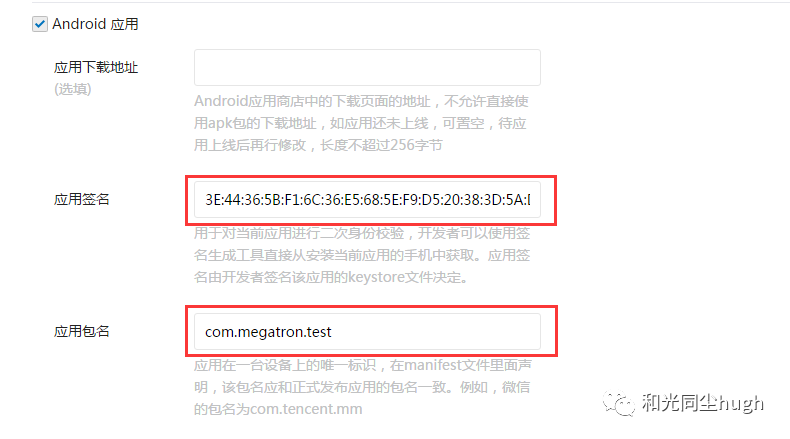 Android 应用
应用下载地址
(选填)
Android应用商店中的下载页面的地址，不允许直接使
用apk包的下载地址，如应用还未上线，可置空，待应
用上线后再行修改，长度不超过256字节
应用签名
3E:44:36:5B:F1:6C:36:E5:68:5E:F9:D5:20:38:3D:5A:
用于对当前应用进行二次身份校验，开发者可以使用签
名生成工具直接从安装当前应用的手机中获取。应用签
名由开发者签名该应用的keystore文件决定。
应用包名
com.megatron.test
应用在一台设备上的唯一标识，在manifest文件里面声
明，该包名应和正式发布应用的包名一致。例如，微信
的包名为com.tencent.mm
和光同尘hugh